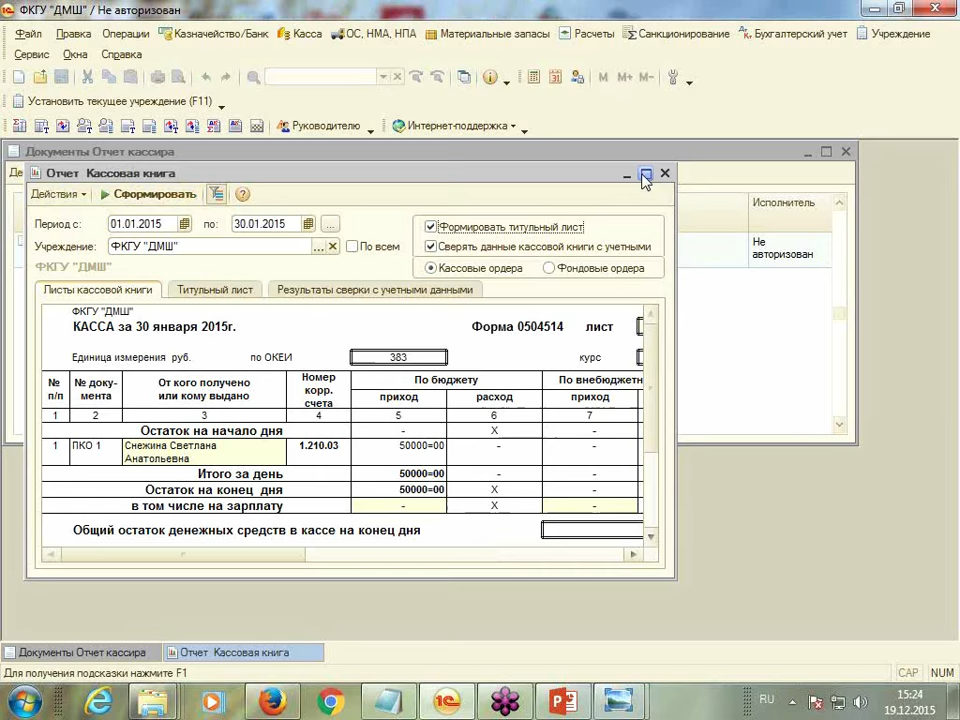 ФКГУ "ДМШ" / Не авторизован
Файл Правка Операции Казначейство/Банк Касса ОС, НМА, НПА Материальные запасы Расчеты Санкционирование Бухгалтерский учет Учреждение
Сервис Окна Справка
M M+ M-
Установить текущее учреждение (F11)
Руководителю Интернет-поддержка
Документы Отчет кассира
Отчет Кассовая книга
Действия Сформировать
Исполнитель
Период с: 01.01.2015 по: 30.01.2015 ...
Формировать титульный лист
Учреждение: ФКГУ "ДМШ" ... По всем
Сверять данные кассовой книги с учетными
Не авторизован
ФКГУ "ДМШ"
Кассовые ордера Фондовые ордера
Листы кассовой книги Титульный лист Результаты сверки с учетными данными
ФКГУ "ДМШ"
КАССА за 30 января 2015г. Форма 0504514 лист
Единица измерения руб. по ОКЕИ 383 курс
№ п/п № доку-мента От кого получено или кому выдано Номер корр. счета По бюджету По внебюджетн
приход расход приход
1 2 3 4 5 6 7
Остаток на начало дня - X -
1 ПКО 1 Снежина Светлана Анатольевна 1.210.03 50000=00 - -
Итого за день 50000=00 - -
Остаток на конец дня 50000=00 X -
в том числе на зарплату - X -
Общий остаток денежных средств в кассе на конец дня
Документы Отчет кассира Отчет Кассовая книга
Для получения подсказки нажмите F1 CAP NUM
RU 15:24
19.12.2015